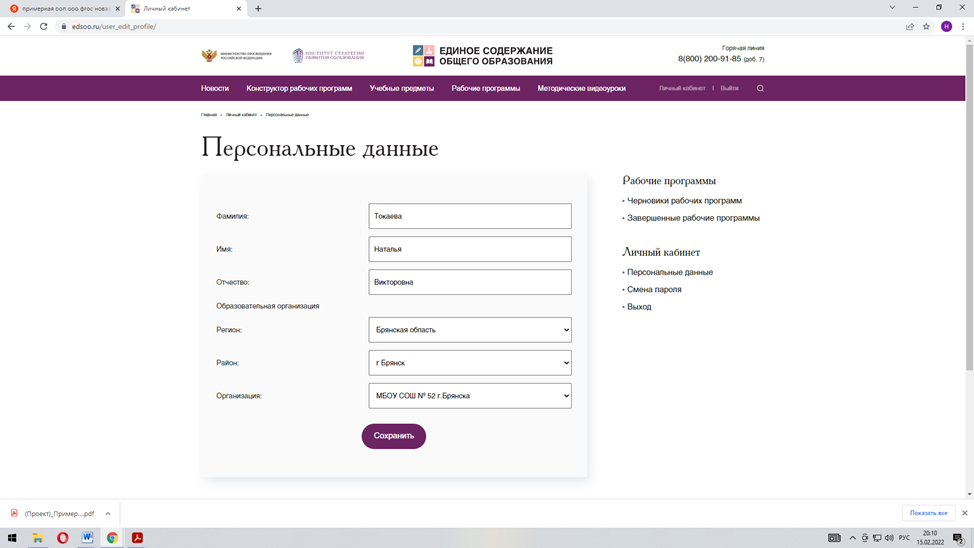 примерная ооп ооо фгос новая
Личный кабинет
edsoo.ru/user_edit_profile/
МИНИСТЕРСТВО ПРОСВЕЩЕНИЯ
РОССИЙСКОЙ ФЕДЕРАЦИИ
ИНСТИТУТ СТРАТЕГИИ
РАЗВИТИЯ ОБРАЗОВАНИЯ
ЕДИНОЕ СОДЕРЖАНИЕ
ОБЩЕГО ОБРАЗОВАНИЯ
Горячая линия
8(800) 200-91-85 (доб. 7)
Новости Конструктор рабочих программ Учебные предметы Рабочие программы Методические видеоуроки Личный кабинет | Выйти
Главная Личный кабинет Персональные данные
Персональные данные
Фамилия: Токаева
Имя: Наталья
Отчество: Викторовна
Образовательная организация
Регион: Брянская область
Район: г Брянск
Организация: МБОУ СОШ № 52 г.Брянска
Сохранить
Рабочие программы
Черновики рабочих программ
Завершенные рабочие программы
Личный кабинет
Персональные данные
Смена пароля
Выход
(Проект)_Пример....pdf
Показать все
РУС
20:10
15.02.2022